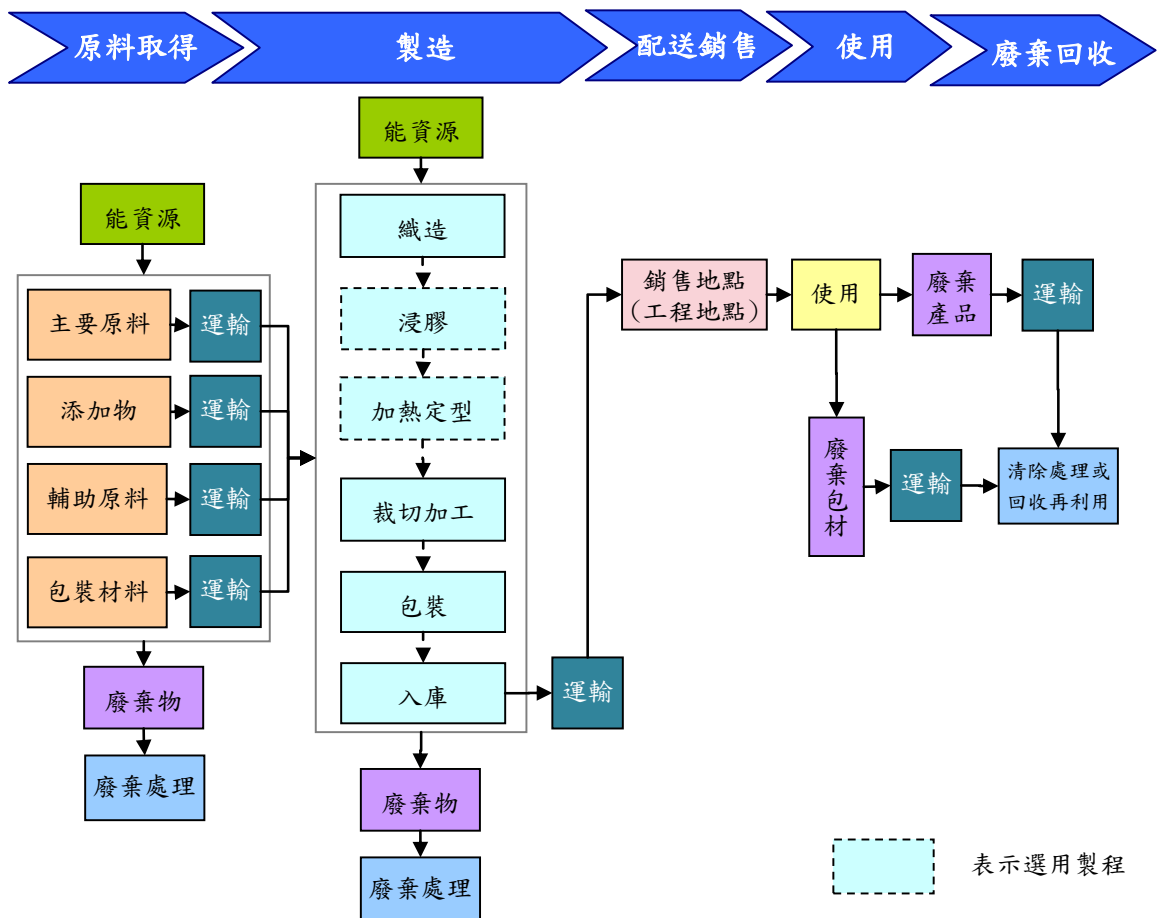 原料取得
製造
配送銷售
使用
廢棄回收
能資源
主要原料
運輸
添加物
運輸
輔助原料
運輸
包裝材料
運輸
廢棄物
廢棄處理
能資源
織造
浸膠
加熱定型
裁切加工
包裝
入庫
廢棄物
廢棄處理
運輸
銷售地點
(工程地點)
使用
廢棄
產品
運輸
廢棄包材
運輸
清除處理或
回收再利用
表示選用製程